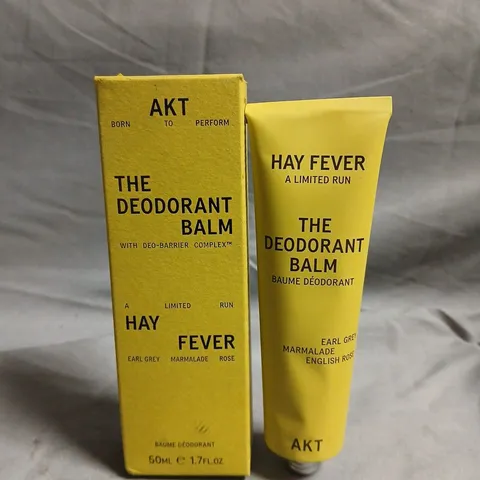 AKT
BORN TO PERFORM
THE
DEODORANT
BALM
WITH DEO-BARRIER COMPLEX™
A LIMITED RUN
HAY
FEVER
EARL GREY MARMALADE ROSE
BAUME DÉODORANT
50ML ℮ 1.7FL.OZ
HAY FEVER
A LIMITED RUN
THE
DEODORANT
BALM
BAUME DÉODORANT
EARL GREY
MARMALADE
ENGLISH ROSE
AKT